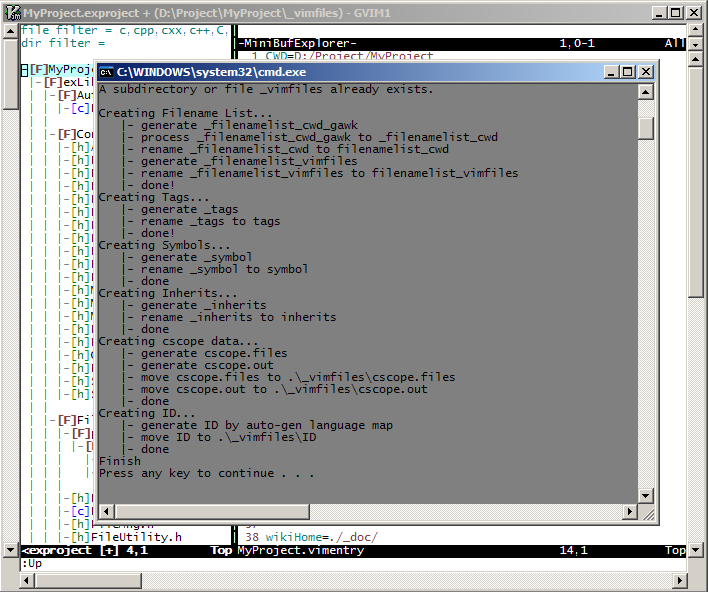 MyProject.exproject + (D:\Project\MyProject\_vimfiles) - GVIM1
file filter = c,cpp,cxx,c++,C,
dir filter =
-MiniBufExplorer- 1,0-1 All
1 CWD=D:/Project/MyProject
-[F]MyProj
|-[F]exLi
|-[F]Au
|-[c]
|-[F]Co
|-[h]
|-[F]Fil
|-[F]
|-[h]
|-[c]
|-[h]FileMng.h
|-[h]FileUtility.h
C:\WINDOWS\system32\cmd.exe
A subdirectory or file _vimfiles already exists.
Creating Filename List...
|- generate _filenamelist_cwd_gawk
|- process _filenamelist_cwd_gawk to _filenamelist_cwd
|- rename _filenamelist_cwd to filenamelist_cwd
|- generate _filenamelist_vimfiles
|- rename _filenamelist_vimfiles to filenamelist_vimfiles
|- done!
Creating Tags...
|- generate _tags
|- rename _tags to tags
|- done!
Creating Symbols...
|- generate _symbol
|- rename _symbol to symbol
|- done
Creating Inherits...
|- generate _inherits
|- rename _inherits to inherits
|- done
Creating cscope data...
|- generate cscope.files
|- generate cscope.out
|- move cscope.files to .\_vimfiles\cscope.files
|- move cscope.out to .\_vimfiles\cscope.out
|- done
Creating ID...
|- generate ID by auto-gen language map
|- move ID to .\_vimfiles\ID
|- done
Finish
Press any key to continue . . .
38 wikiHome=./_doc/
<exproject [+] 4,1 Top MyProject.vimentry 14,1 Top
:Up